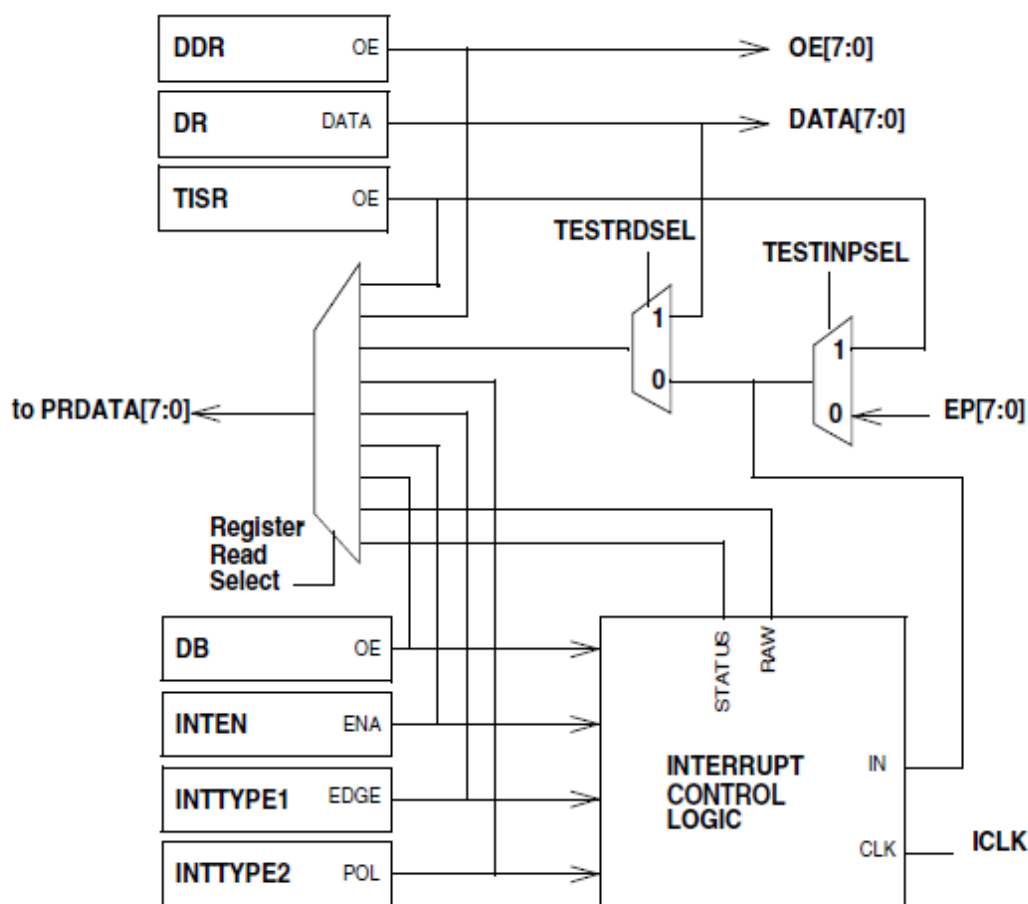 DDR OE OE[7:0]
DR DATA DATA[7:0]
TISR OE
TESTRDSEL
TESTINPSEL
1
1
0
0
to PRDATA[7:0]
EP[7:0]
Register
Read
Select
DB OE
STATUS
RAW
INTEN ENA
INTERRUPT
CONTROL
LOGIC
IN
INTTYPE1 EDGE
CLK
ICLK
INTTYPE2 POL